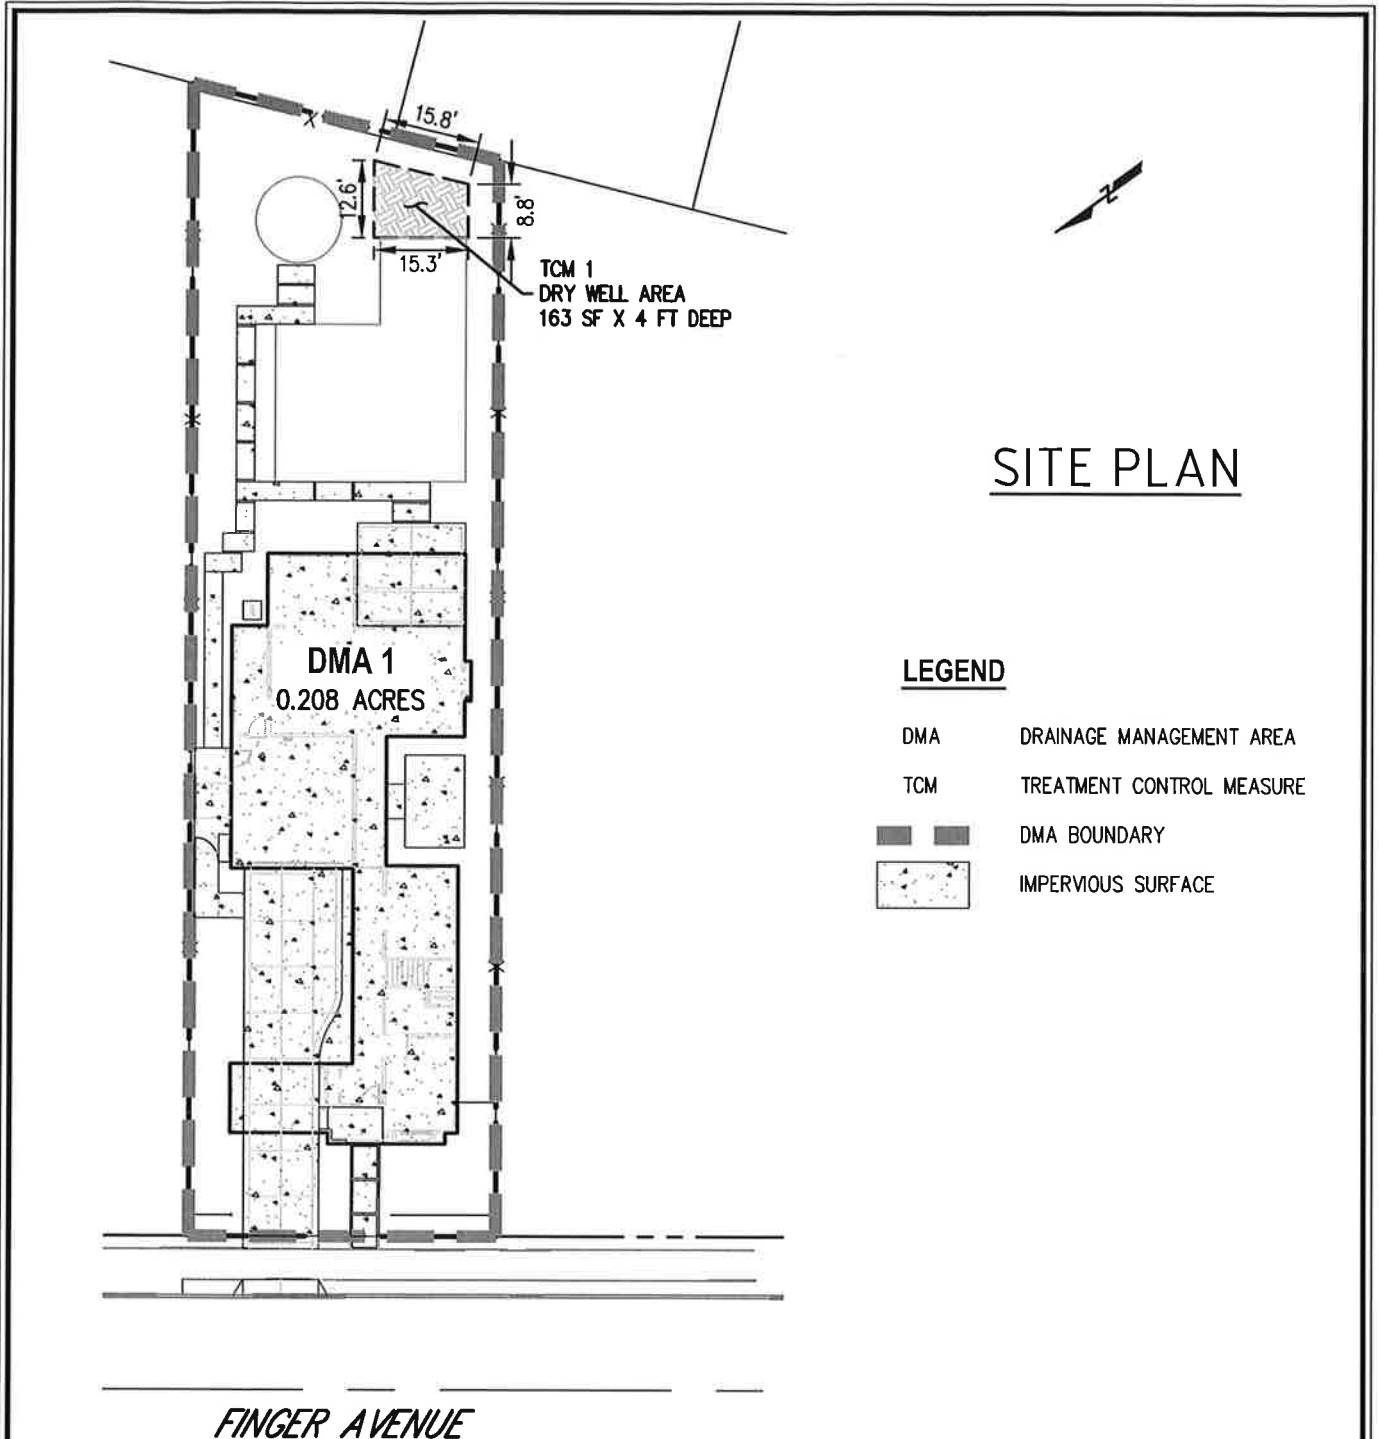 15.8'
12.6'
8.8'
15.3'
TCM 1
DRY WELL AREA
163 SF X 4 FT DEEP
N
SITE PLAN
DMA 1
0.208 ACRES
LEGEND
DMA DRAINAGE MANAGEMENT AREA
TCM TREATMENT CONTROL MEASURE
DMA BOUNDARY
IMPERVIOUS SURFACE
FINGER AVENUE